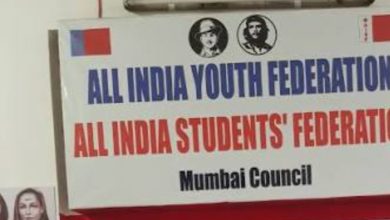 ALL INDIA YOUTH FEDERATION
ALL INDIA STUDENTS' FEDERATIO
Mumbai Council